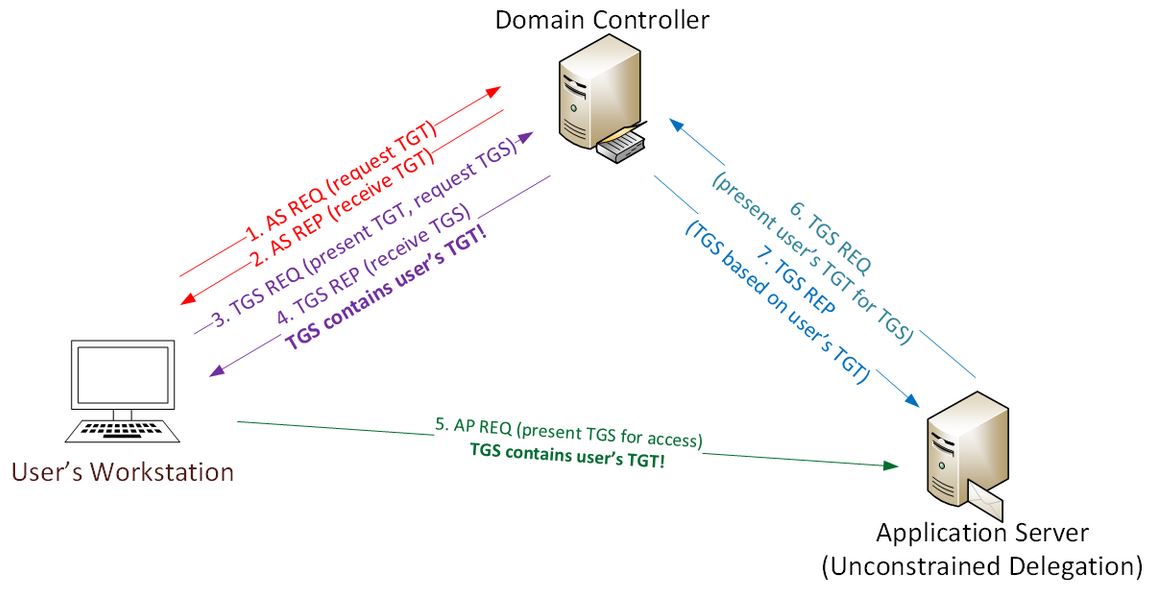 Domain Controller
1. AS REQ (request TGT)
2. AS REP (receive TGT)
3. TGS REQ (present TGT, request TGS)
4. TGS REP (receive TGS)
TGS contains user’s TGT!
6. TGS REQ
(present user’s TGT for TGS)
7. TGS REP
(TGS based on user’s TGT)
5. AP REQ (present TGS for access)
TGS contains user’s TGT!
User’s Workstation
Application Server
(Unconstrained Delegation)